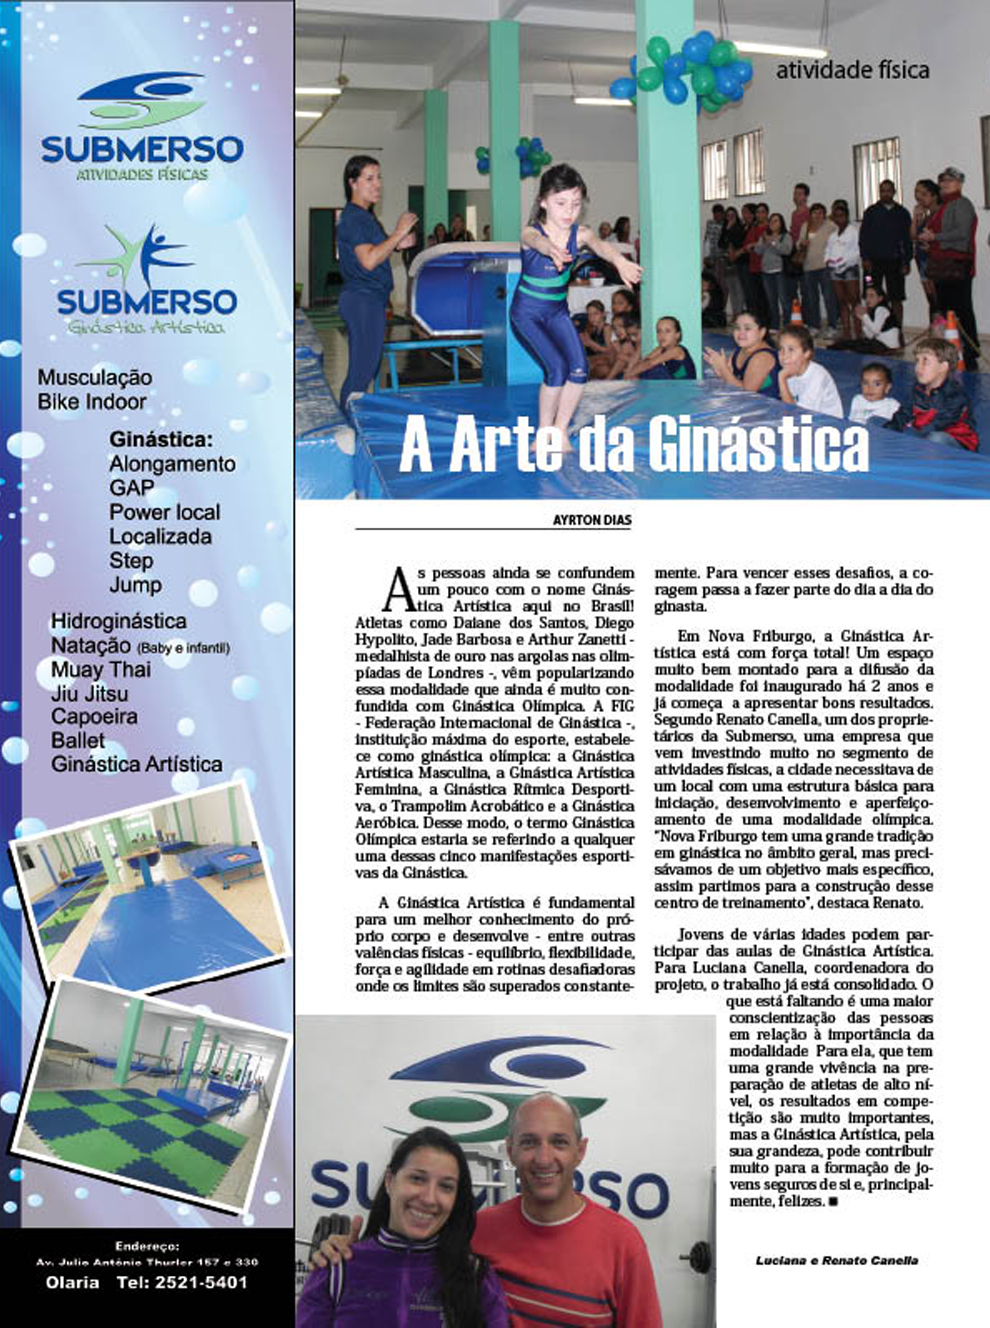 SUBMERSO
ATIVIDADES FÍSICAS
SUBMERSO
Ginástica Artística
Musculação
Bike Indoor
Ginástica:
Alongamento
GAP
Power local
Localizada
Step
Jump
Hidroginástica
Natação (Baby e infantil)
Muay Thai
Jiu Jitsu
Capoeira
Ballet
Ginástica Artística
Endereço:
Av. Julio Antônio Thurler 157 e 330
Olaria Tel: 2521-5401
atividade física
A Arte da Ginástica
AYRTON DIAS
As pessoas ainda se confundem
um pouco com o nome Ginás-
tica Artística aqui no Brasil!
Atletas como Daiane dos Santos, Diego
Hypolito, Jade Barbosa e Arthur Zanetti -
medalhista de ouro nas argolas nas olim-
píadas de Londres -, vêm popularizando
essa modalidade que ainda é muito con-
fundida com Ginástica Olímpica. A FIG
- Federação Internacional de Ginástica -,
instituição máxima do esporte, estabele-
ce como ginástica olímpica: a Ginástica
Artística Masculina, a Ginástica Artística
Feminina, a Ginástica Rítmica Desporti-
va, o Trampolim Acrobático e a Ginástica
Aeróbica. Desse modo, o termo Ginástica
Olímpica estaria se referindo a qualquer
uma dessas cinco manifestações esporti-
vas da Ginástica.
A Ginástica Artística é fundamental
para um melhor conhecimento do pró-
prio corpo e desenvolve - entre outras
valências físicas - equilíbrio, flexibilidade,
força e agilidade em rotinas desafiadoras
onde os limites são superados constante-
mente. Para vencer esses desafios, a co-
ragem passa a fazer parte do dia a dia do
ginasta.
Em Nova Friburgo, a Ginástica Ar-
tística está com força total! Um espaço
muito bem montado para a difusão da
modalidade foi inaugurado há 2 anos e
já começa a apresentar bons resultados.
Segundo Renato Canella, um dos proprie-
tários da Submerso, uma empresa que
vem investindo muito no segmento de
atividades físicas, a cidade necessitava de
um local com uma estrutura básica para
iniciação, desenvolvimento e aperfeiço-
amento de uma modalidade olímpica.
"Nova Friburgo tem uma grande tradição
em ginástica no âmbito geral, mas preci-
sávamos de um objetivo mais específico,
assim partimos para a construção desse
centro de treinamento", destaca Renato.
Jovens de várias idades podem par-
ticipar das aulas de Ginástica Artística.
Para Luciana Canella, coordenadora do
projeto, o trabalho já está consolidado. O
que está faltando é uma maior
conscientização das pessoas
em relação à importância da
modalidade Para ela, que tem
uma grande vivência na pre-
paração de atletas de alto ní-
vel, os resultados em compe-
tição são muito importantes,
mas a Ginástica Artística, pela
sua grandeza, pode contribuir
muito para a formação de jo-
vens seguros de si e, principal-
mente, felizes.
SUBMERSO
Luciana e Renato Canella